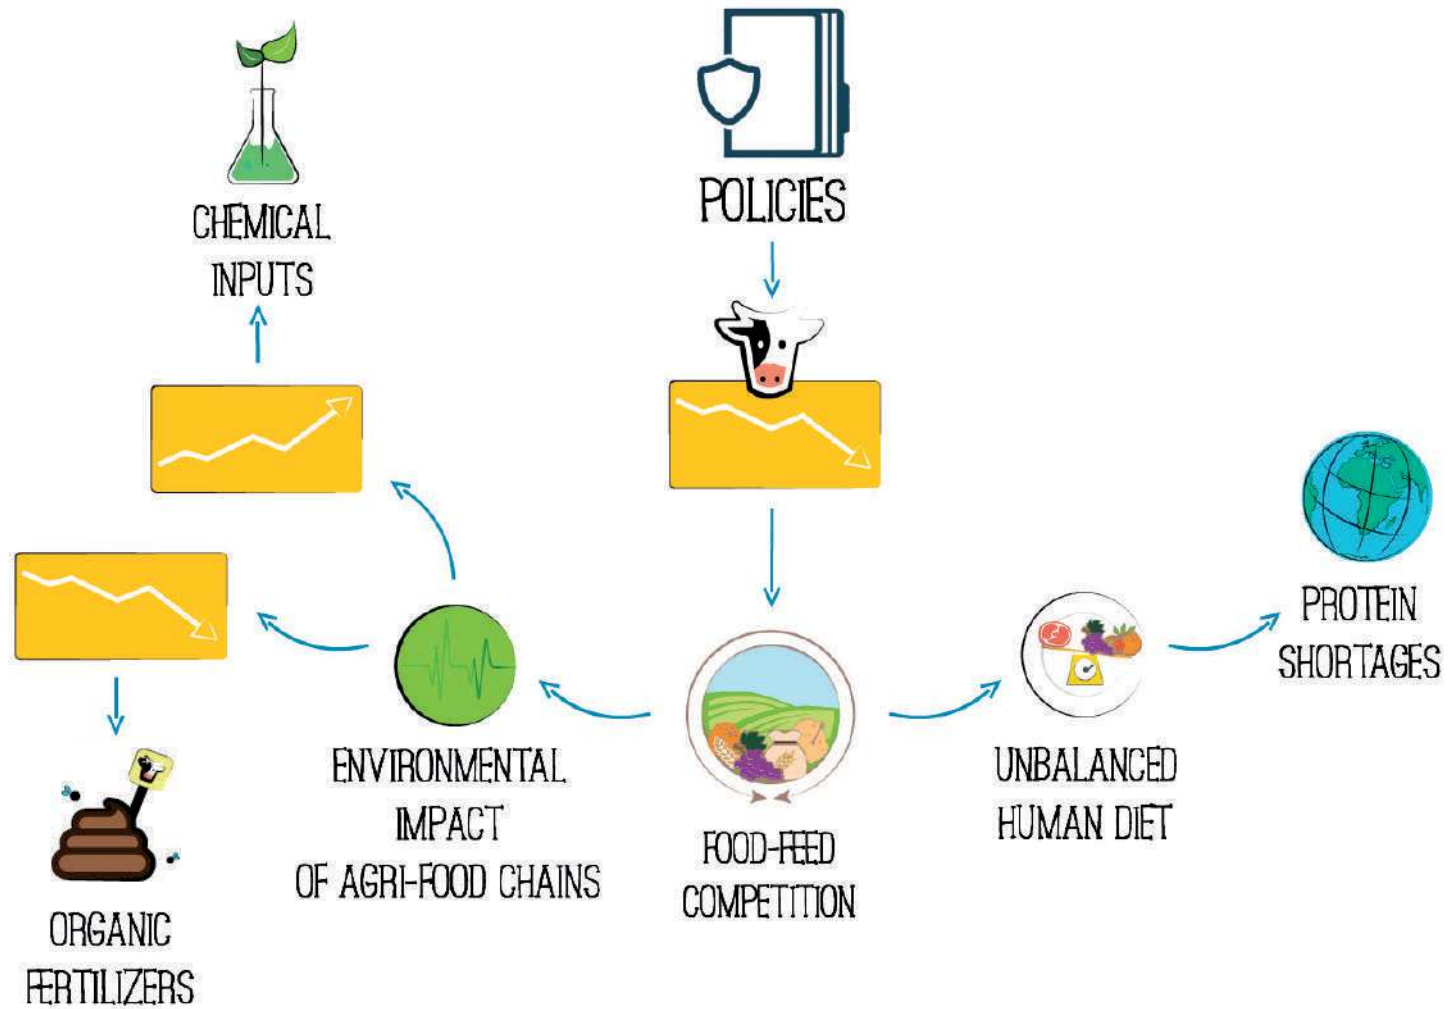 CHEMICAL
INPUTS
POLICIES
PROTEIN
SHORTAGES
ENVIRONMENTAL
IMPACT
OF AGRI-FOOD CHAINS
FOOD-FEED
COMPETITION
UNBALANCED
HUMAN DIET
ORGANIC
FERTILIZERS